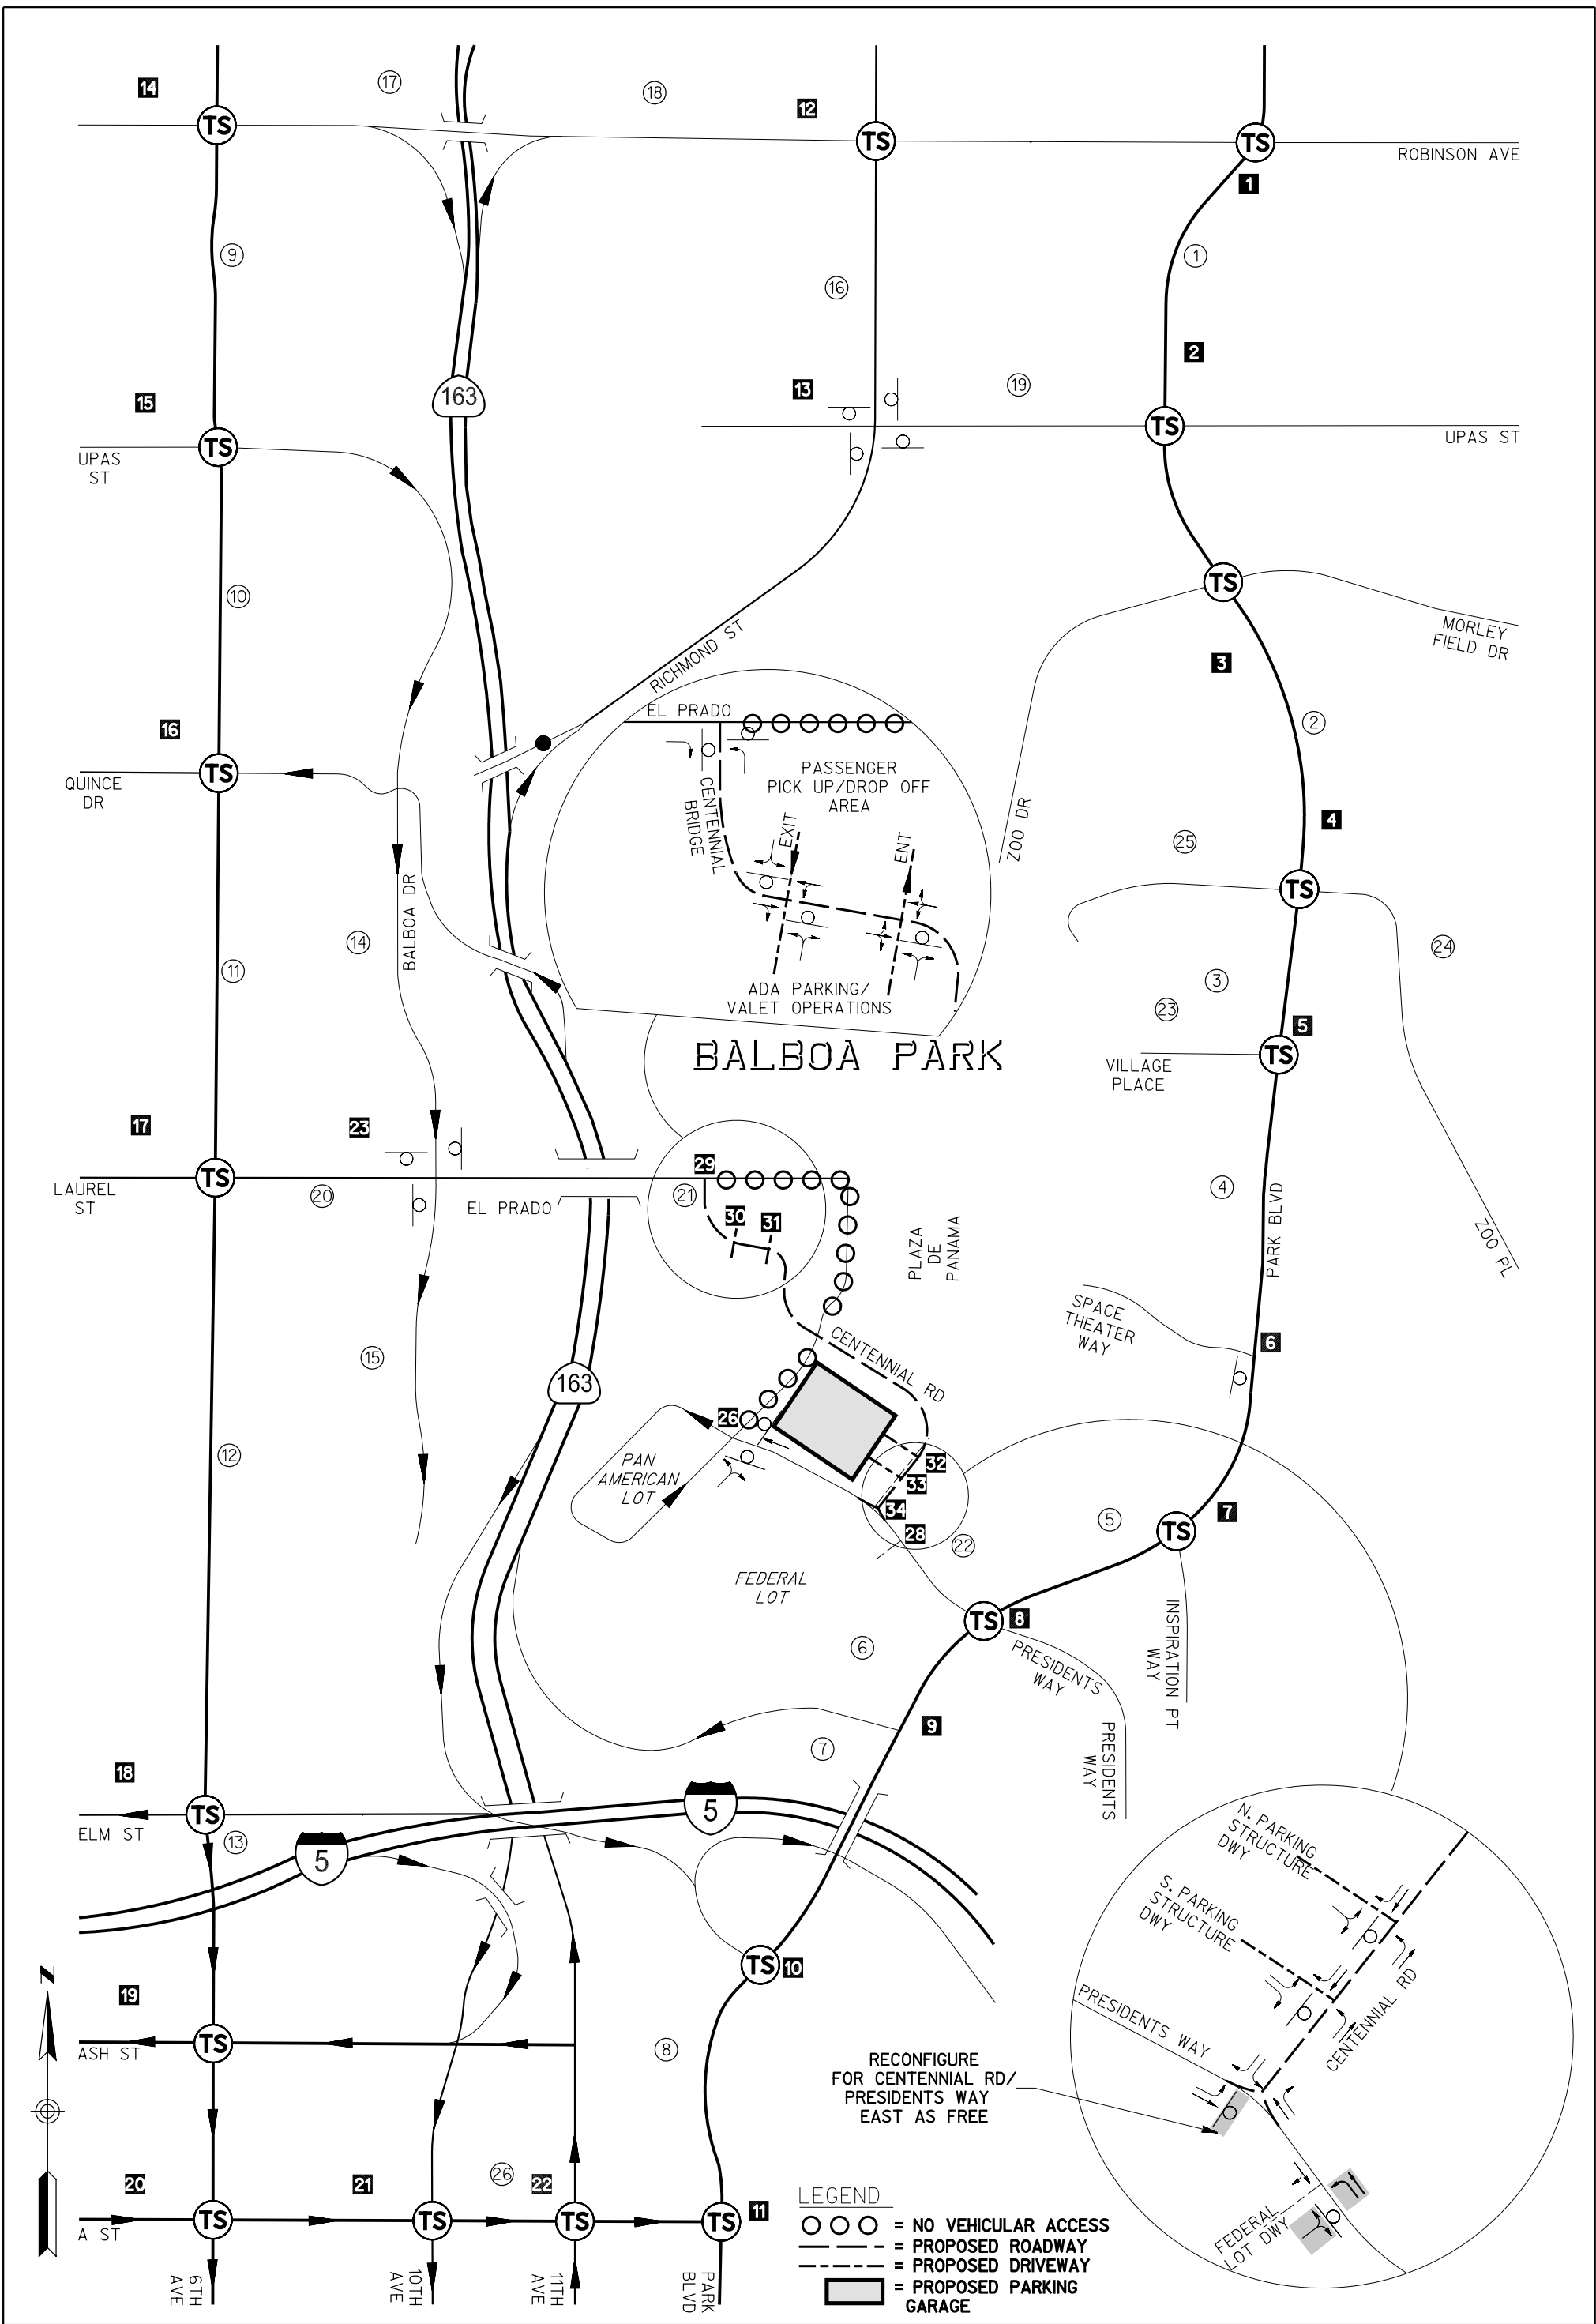 14
17
18
12
TS
TS
TS
ROBINSON AVE
1
9
1
16
2
163
13
19
15
TS
TS
UPAS ST
UPAS
ST
10
TS
MORLEY
FIELD DR
3
RICHMOND ST
EL PRADO
2
16
TS
QUINCE
DR
PASSENGER
PICK UP/DROP OFF
AREA
CENTENNIAL
BRIDGE
EXIT
ENT
ZOO DR
4
25
TS
BALBOA DR
14
11
24
3
23
ADA PARKING/
VALET OPERATIONS
5
TS
BALBOA PARK
VILLAGE
PLACE
17
23
29
TS
LAUREL
ST
20
EL PRADO
21
30
31
4
PARK BLVD
PLAZA
DE
PANAMA
ZOO PL
SPACE
THEATER
WAY
6
CENTENNIAL RD
15
163
26
12
PAN
AMERICAN
LOT
32
33
34
28
22
5
7
TS
FEDERAL
LOT
8
TS
6
PRESIDENTS
WAY
INSPIRATION PT
WAY
9
7
PRESIDENTS
WAY
18
TS
ELM ST
13
5
5
N. PARKING
STRUCTURE
DWY
S. PARKING
STRUCTURE
DWY
N
TS
10
19
TS
ASH ST
8
CENTENNIAL RD
PRESIDENTS WAY
RECONFIGURE
FOR CENTENNIAL RD/
PRESIDENTS WAY
EAST AS FREE
20
21
26
22
11
TS
TS
TS
TS
A ST
FEDERAL
LOT DWY
6TH
AVE
10TH
AVE
11TH
AVE
PARK
BLVD
LEGEND
= NO VEHICULAR ACCESS
= PROPOSED ROADWAY
= PROPOSED DRIVEWAY
= PROPOSED PARKING
GARAGE